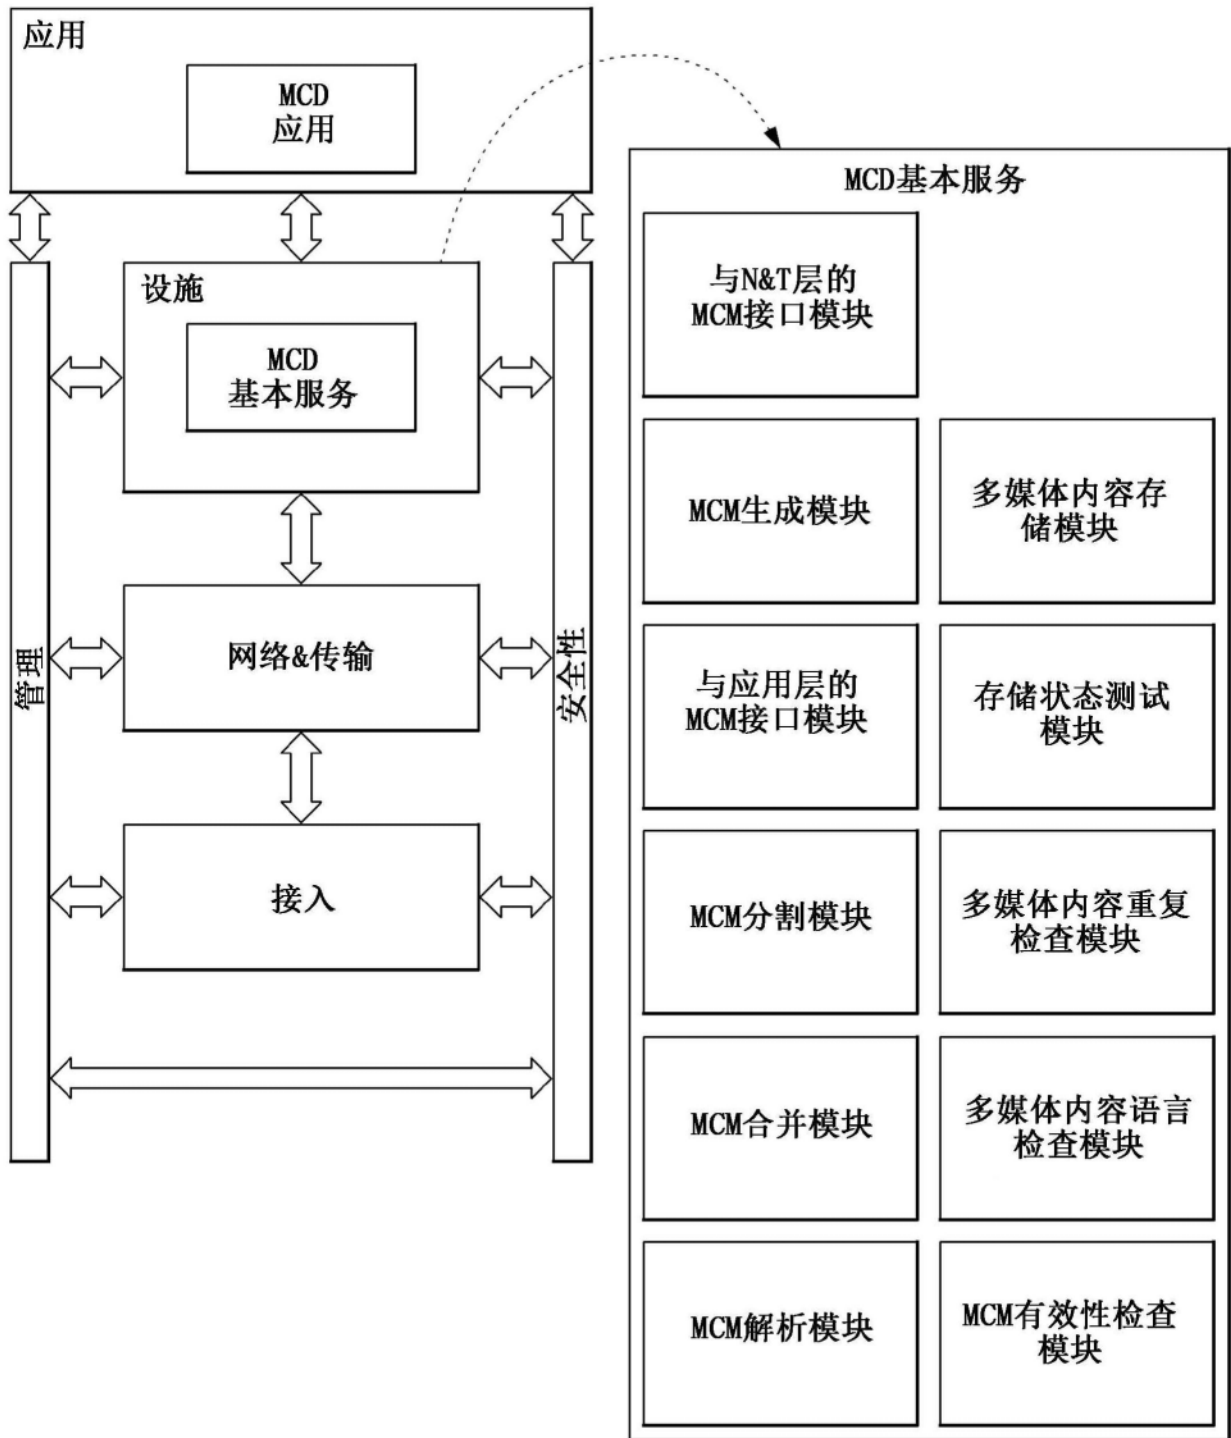 应用
MCD
应用
设施
MCD
基本服务
网络&传输
接入
管理
安全性
MCD基本服务
与N&T层的
MCM接口模块
MCM生成模块
多媒体内容存
储模块
与应用层的
MCM接口模块
存储状态测试
模块
MCM分割模块
多媒体内容重复
检查模块
MCM合并模块
多媒体内容语言
检查模块
MCM解析模块
MCM有效性检查
模块